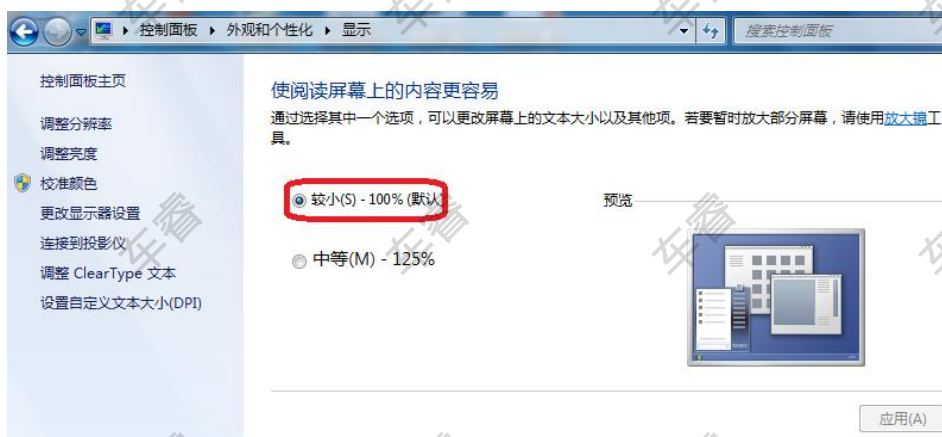 控制面板 ▸ 外观和个性化 ▸ 显示
搜索控制面板
控制面板主页
调整分辨率
调整亮度
校准颜色
更改显示器设置
连接到投影仪
调整 ClearType 文本
设置自定义文本大小(DPI)
使阅读屏幕上的内容更容易
通过选择其中一个选项，可以更改屏幕上的文本大小以及其他项。若要暂时放大部分屏幕，请使用放大镜工
具。
较小(S) - 100% (默认)
预览
中等(M) - 125%
应用(A)
车睿
车睿
车睿